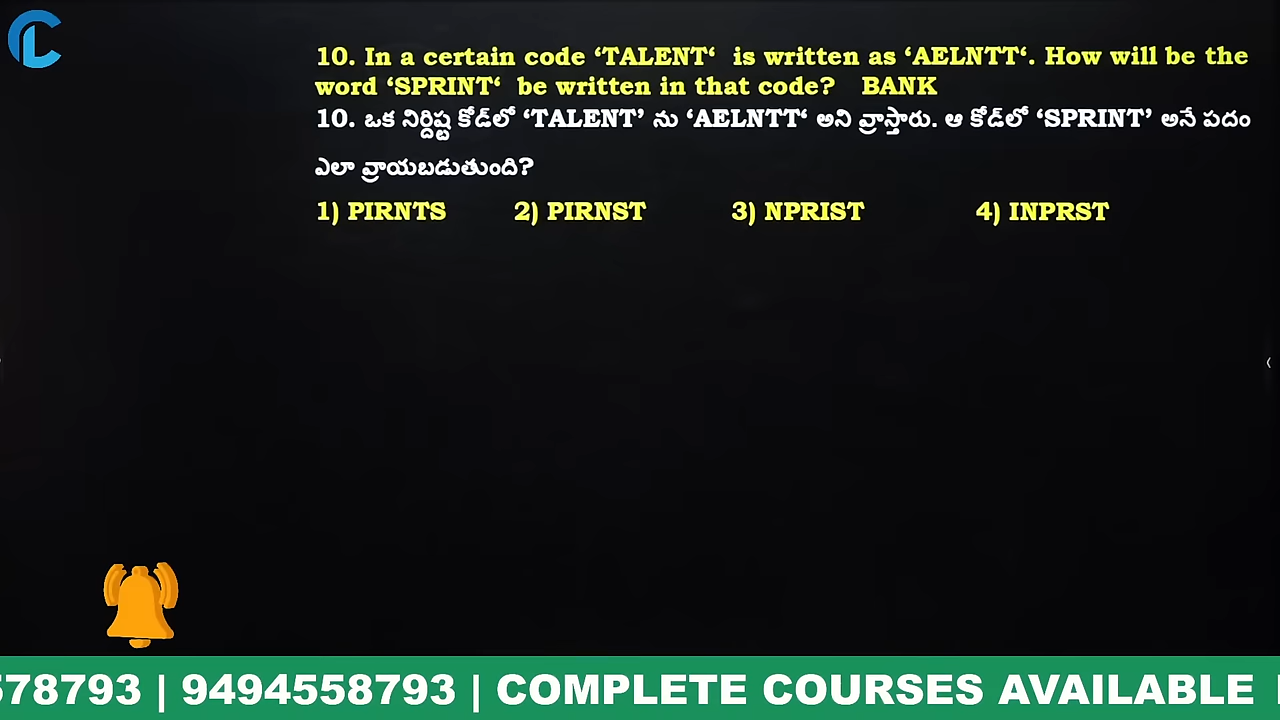 10. In a certain code ‘TALENT‘ is written as ‘AELNTT‘. How will be the
word ‘SPRINT‘ be written in that code? BANK
10. ఒక నిర్దిష్ట కోడ్‌లో ‘TALENT’ ను ‘AELNTT‘ అని వ్రాస్తారు. ఆ కోడ్‌లో ‘SPRINT’ అనే పదం
ఎలా వ్రాయబడుతుంది?
1) PIRNTS 2) PIRNST 3) NPRIST 4) INPRST
578793 | 9494558793 | COMPLETE COURSES AVAILABLE